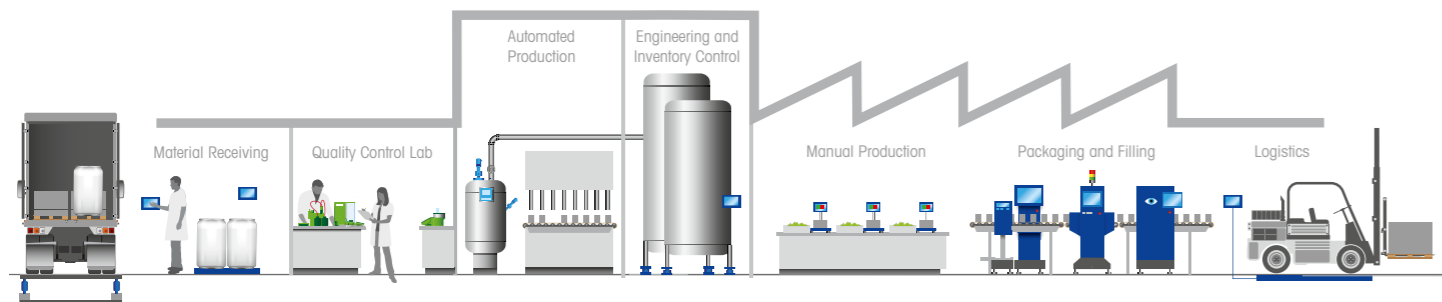 Automated
Production
Engineering and
Inventory Control
Material Receiving
Quality Control Lab
Manual Production
Packaging and Filling
Logistics